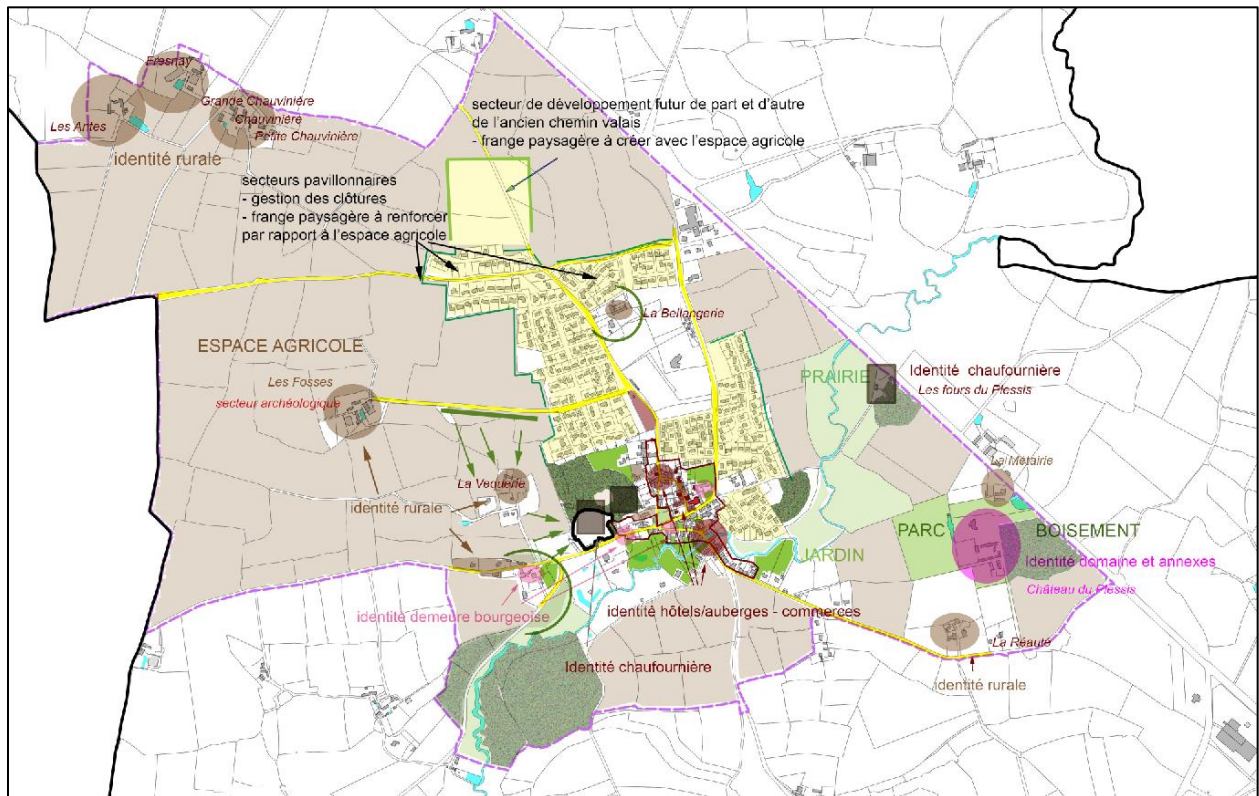 Fresnay
Les Antes
Grande Chauvinière
Chauvinière
Petite Chauvinière
identité rurale
secteur de développement futur de part et d'autre
de l'ancien chemin valais
- frange paysagère à créer avec l'espace agricole
secteurs pavillonnaires
- gestion des clôtures
- frange paysagère à renforcer
par rapport à l'espace agricole
La Bellangerie
ESPACE AGRICOLE
Les Fosses
secteur archéologique
PRAIRIE
Identité chaufournière
Les fours du Plessis
La Vequerie
identité rurale
La Métairie
PARC
BOISEMENT
JARDIN
Identité domaine et annexes
Château du Plessis
identité demeure bourgeoise
identité hôtels/auberges - commerces
La Réauté
Identité chaufournière
identité rurale